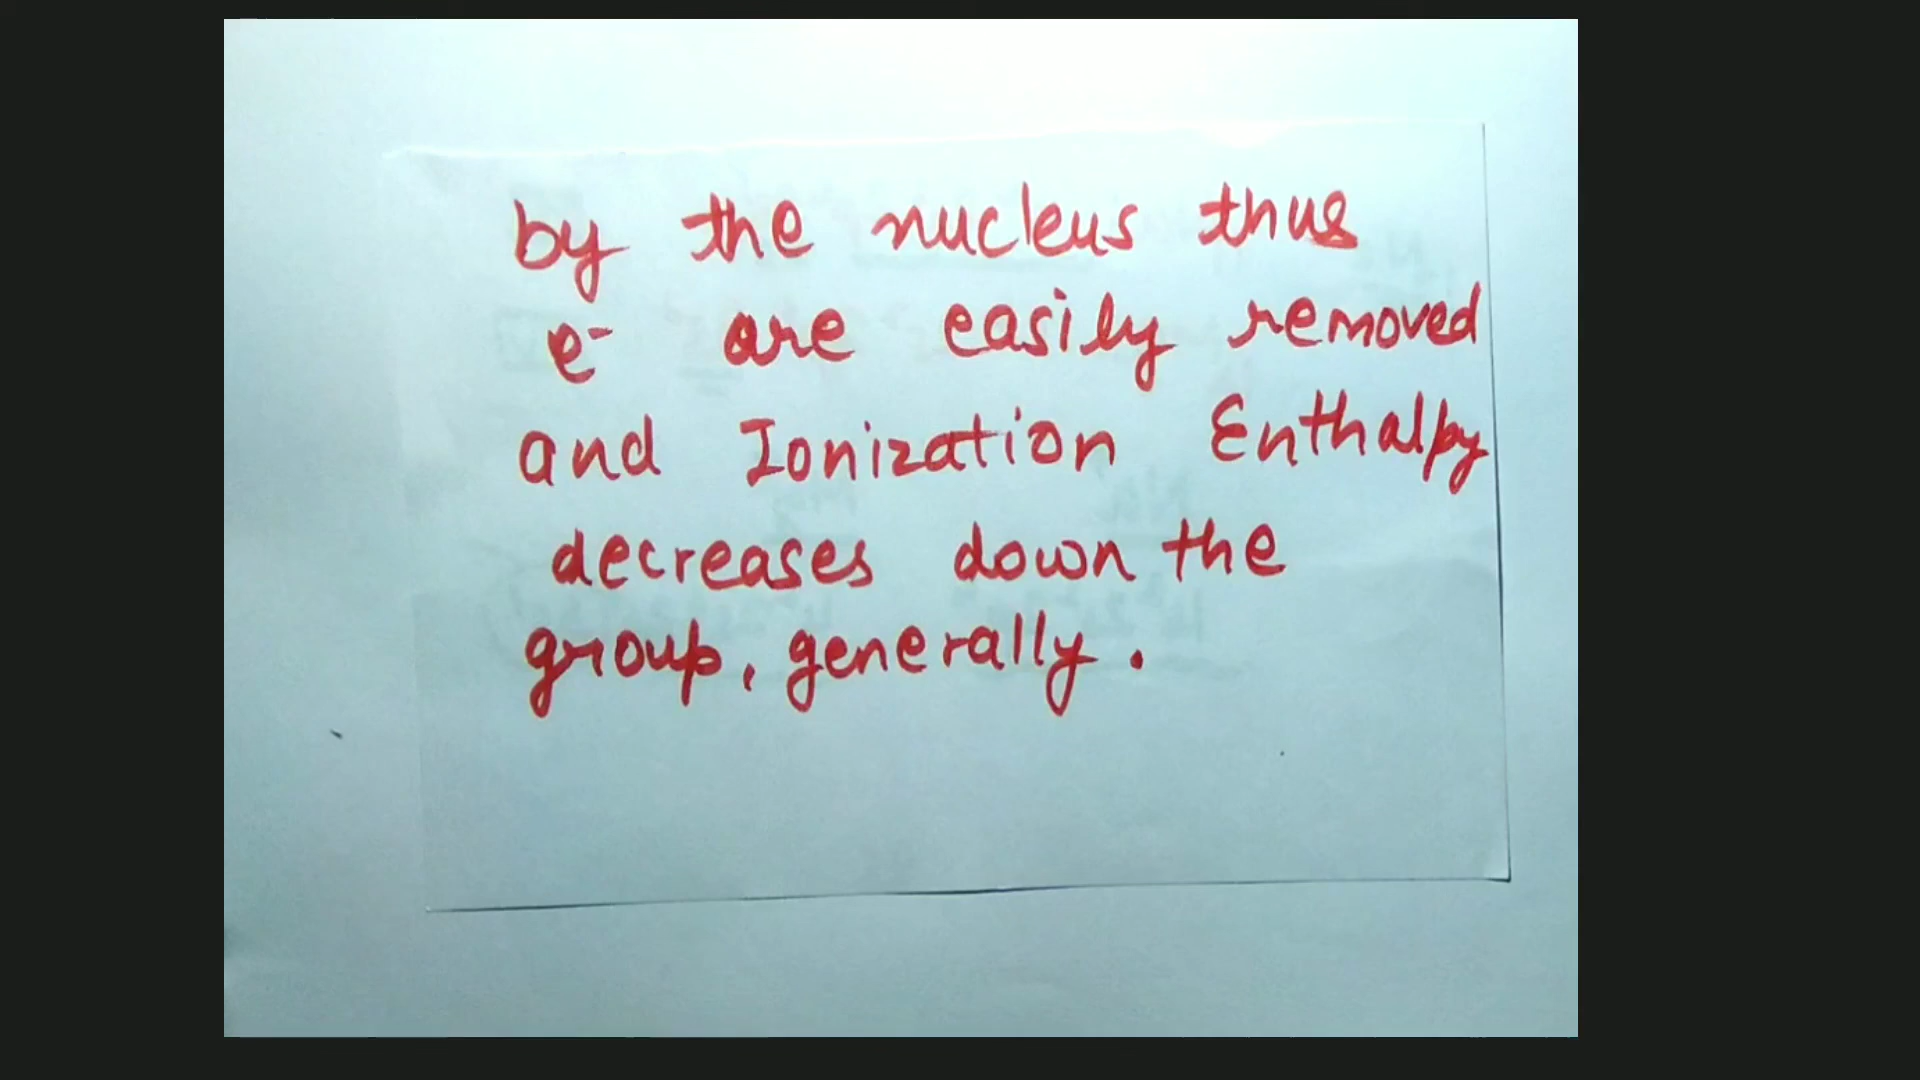 by the nucleus thus
e⁻ are easily removed
and Ionization Enthalpy
decreases down the
group, generally.